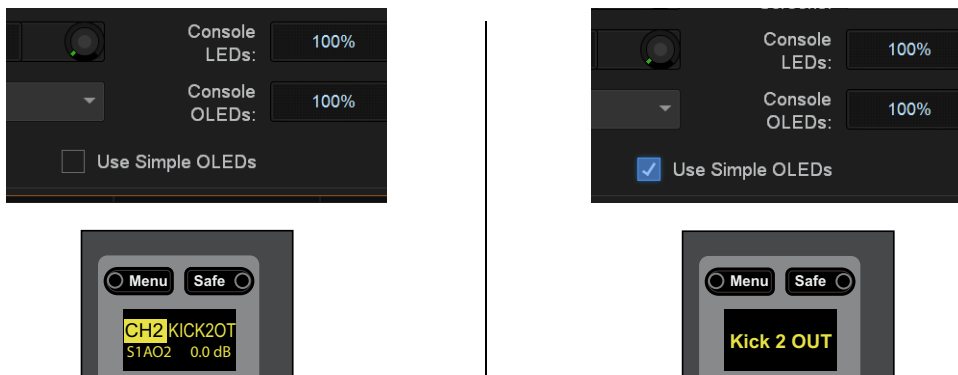 Console
LEDs:
100%
Console
OLEDs:
100%
Use Simple OLEDs
Menu
Safe
CH2 KICK2OT
S1AO2 0.0 dB
Console
LEDs:
100%
Console
OLEDs:
100%
Use Simple OLEDs
Menu
Safe
Kick 2 OUT